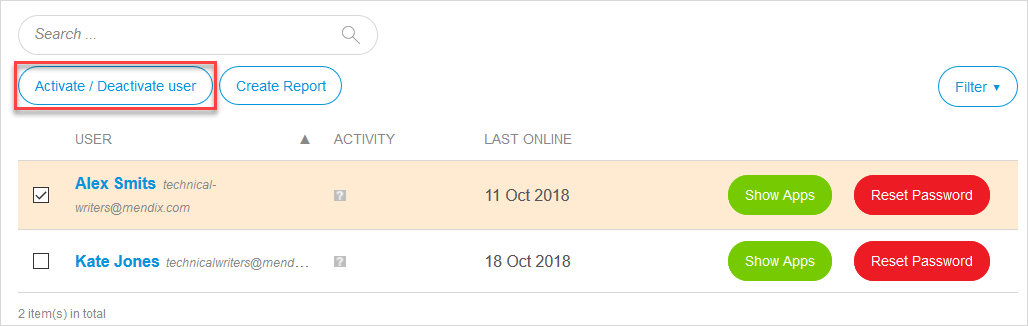 Search ...
Activate / Deactivate user Create Report Filter ▼
USER ▲ ACTIVITY LAST ONLINE
Alex Smits technical-
writers@mendix.com ? 11 Oct 2018 Show Apps Reset Password
Kate Jones technicalwriters@mend... ? 18 Oct 2018 Show Apps Reset Password
2 item(s) in total